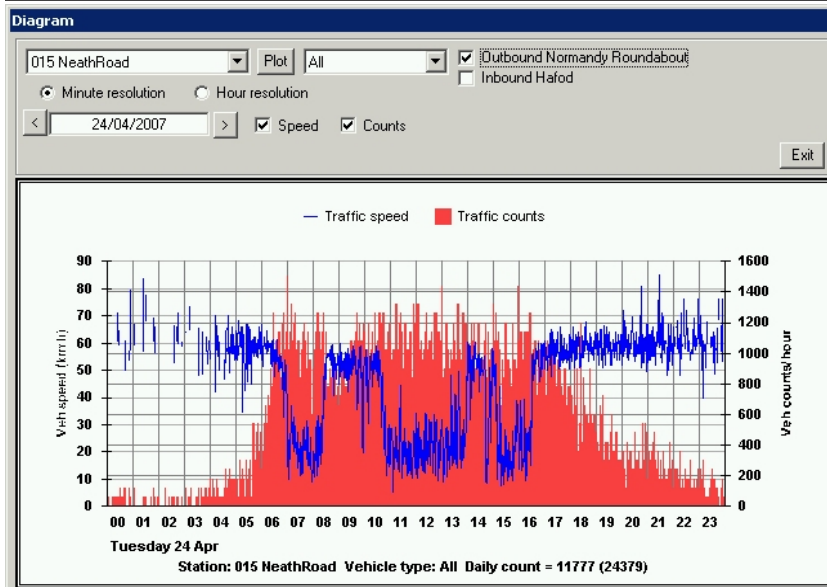 Diagram
015 NeathRoad Plot All Outbound Normandy Roundabout
Inbound Hafod
Minute resolution Hour resolution
< 24/04/2007 > Speed Counts
Exit
Traffic speed Traffic counts
90 1600
80 1400
70 1200
60 1000
50 800
40 600
30 400
20 200
10 0
0
Veh speed (km/h)
Veh counts/hour
00 01 02 03 04 05 06 07 08 09 10 11 12 13 14 15 16 17 18 19 20 21 22 23
Tuesday 24 Apr
Station: 015 NeathRoad Vehicle type: All Daily count = 11777 (24379)